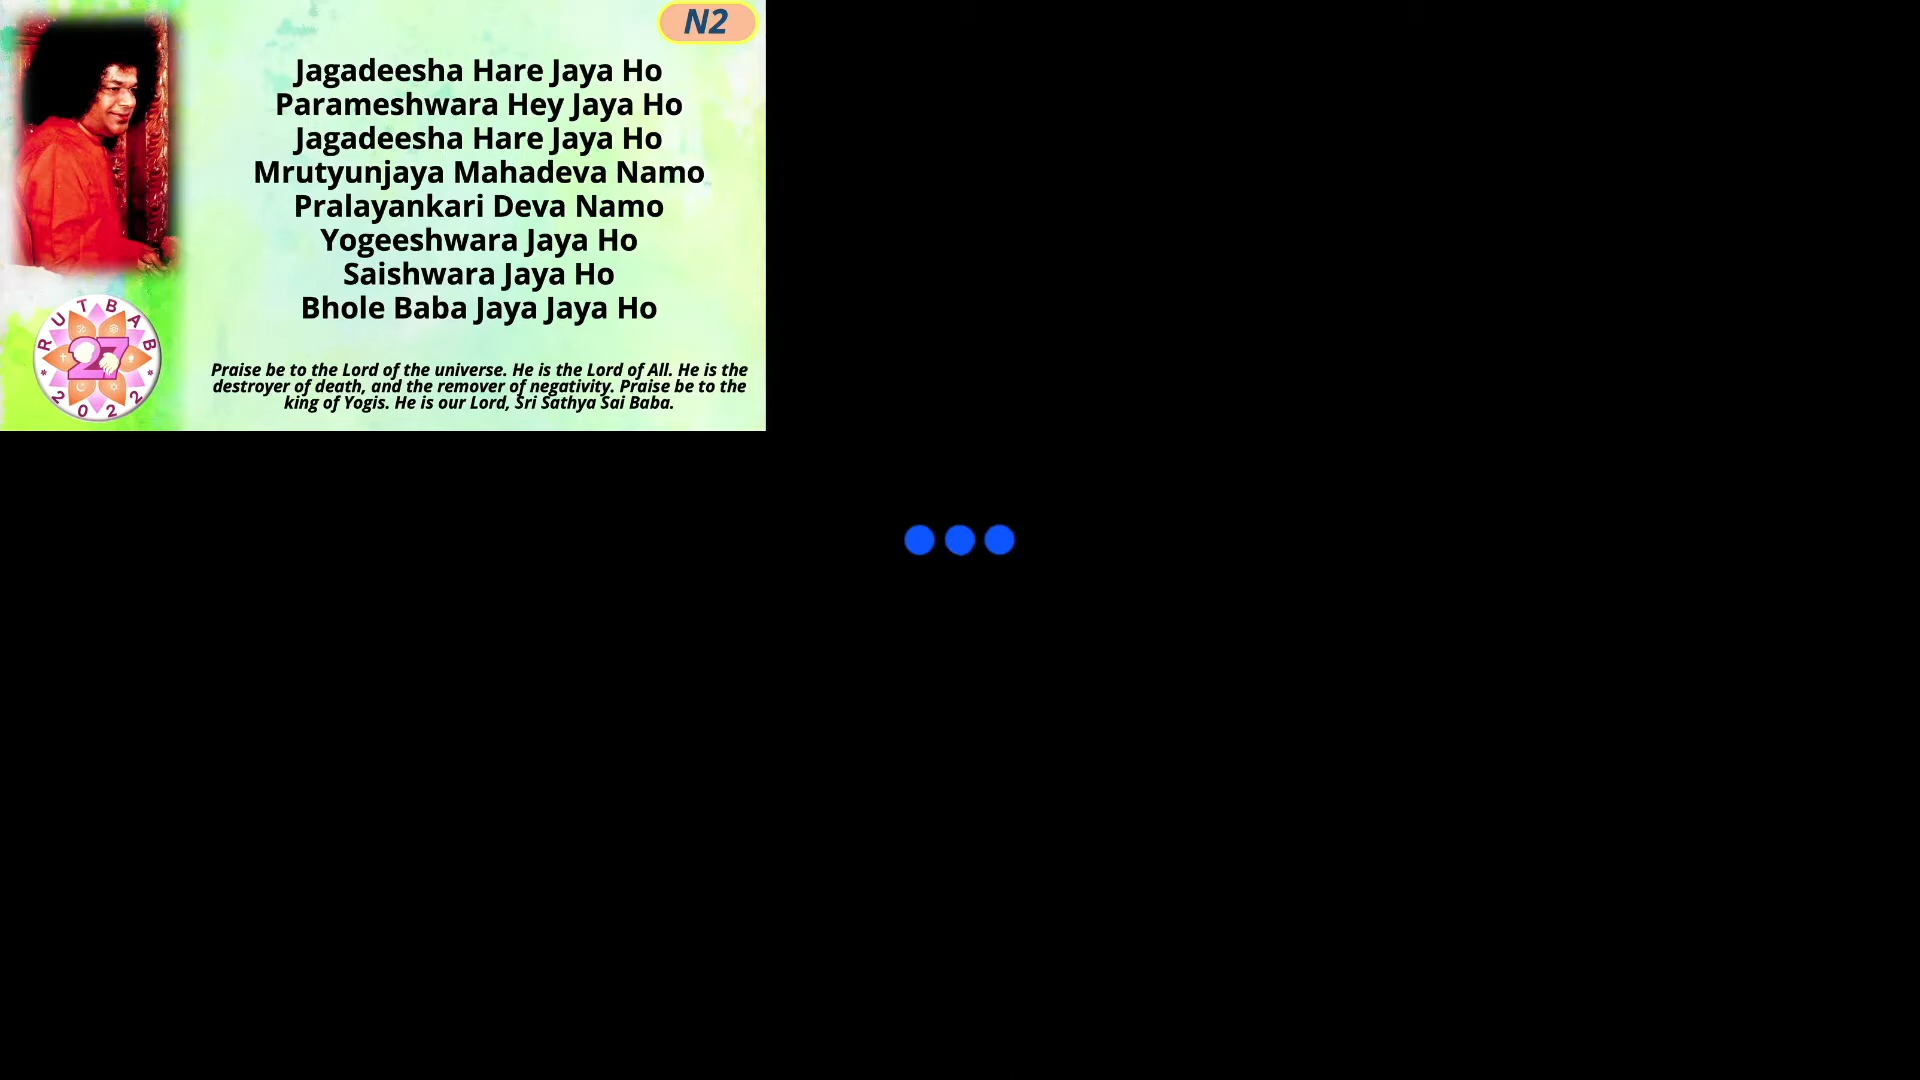 N2
Jagadeesha Hare Jaya Ho
Parameshwara Hey Jaya Ho
Jagadeesha Hare Jaya Ho
Mrutyunjaya Mahadeva Namo
Pralayankari Deva Namo
Yogeeshwara Jaya Ho
Saishwara Jaya Ho
Bhole Baba Jaya Jaya Ho
RUTBAB
27
2022
Praise be to the Lord of the universe. He is the Lord of All. He is the
destroyer of death, and the remover of negativity. Praise be to the
king of Yogis. He is our Lord, Sri Sathya Sai Baba.